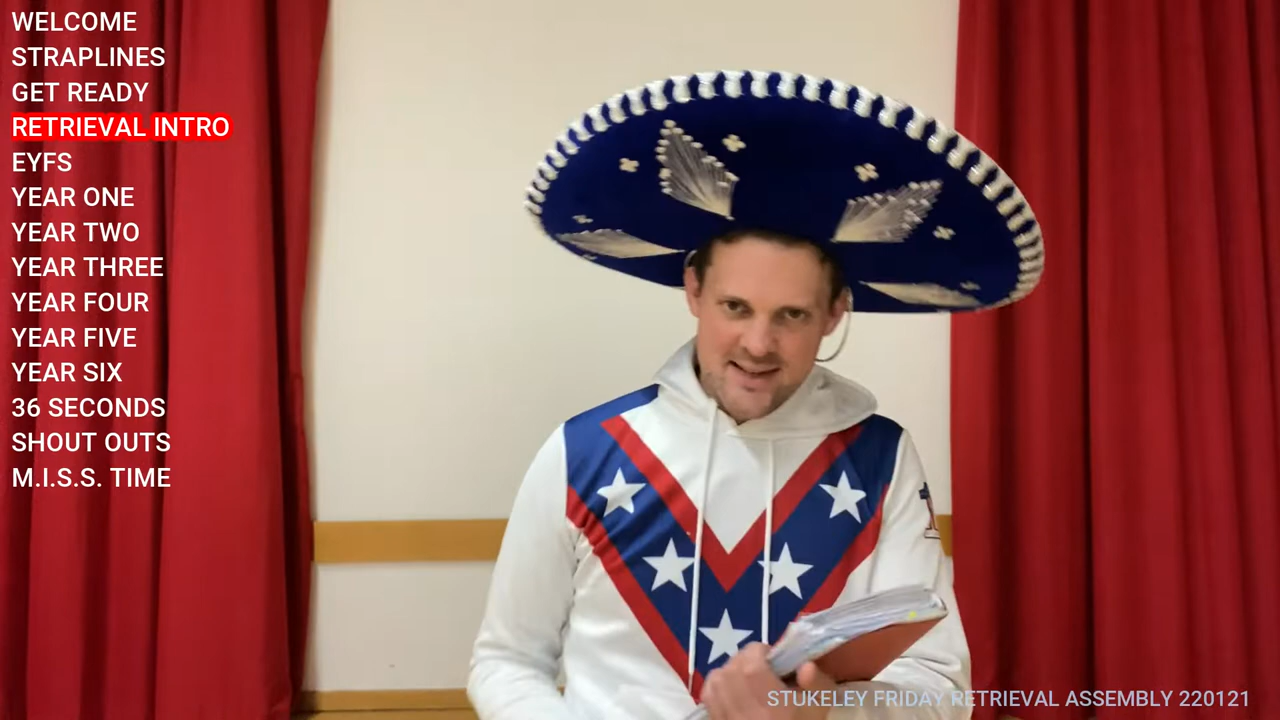 WELCOME
STRAPLINES
GET READY
RETRIEVAL INTRO
EYFS
YEAR ONE
YEAR TWO
YEAR THREE
YEAR FOUR
YEAR FIVE
YEAR SIX
36 SECONDS
SHOUT OUTS
M.I.S.S. TIME
STUKELEY FRIDAY RETRIEVAL ASSEMBLY 220121